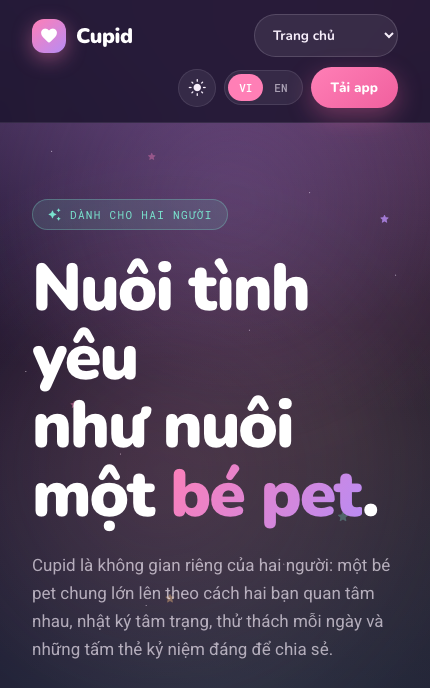 Cupid
Trang chủ
VI
EN
Tải app
DÀNH CHO HAI NGƯỜI
Nuôi tình
yêu
như nuôi
một bé pet.
Cupid là không gian riêng của hai người: một bé
pet chung lớn lên theo cách hai bạn quan tâm
nhau, nhật ký tâm trạng, thử thách mỗi ngày và
những tấm thẻ kỷ niệm đáng để chia sẻ.